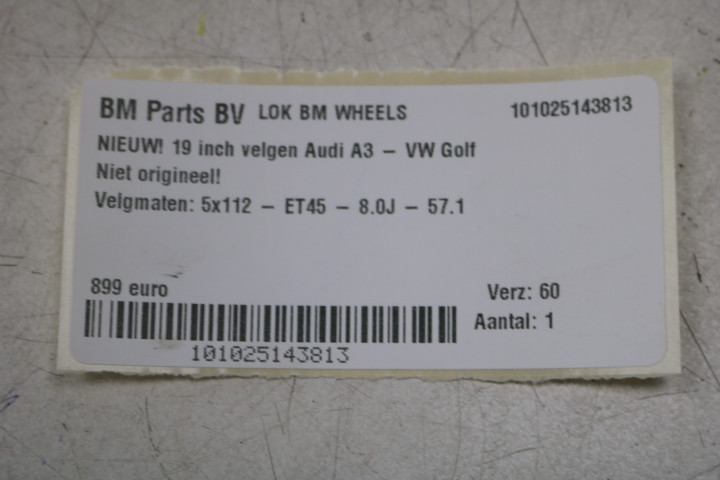 BM Parts BV LOK BM WHEELS 101025143813
NIEUW! 19 inch velgen Audi A3 – VW Golf
Niet origineel!
Velgmaten: 5x112 – ET45 – 8.0J – 57.1
899 euro Verz: 60
Aantal: 1
101025143813